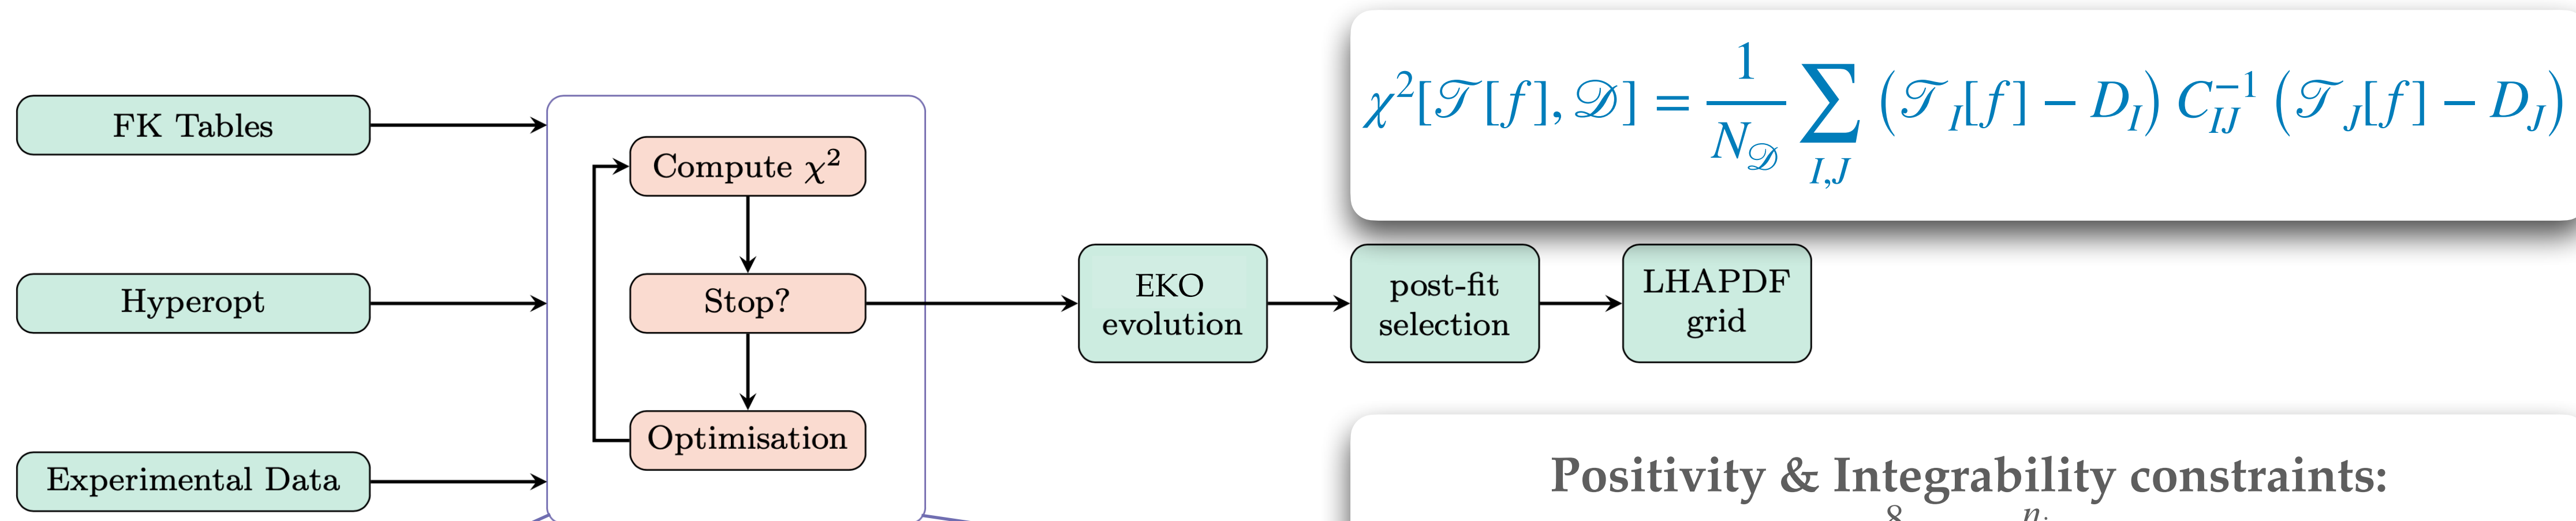 FK Tables
Hyperopt
Experimental Data
Compute χ²
Stop?
Optimisation
EKO
evolution
post-fit
selection
LHAPDF
grid
χ²[𝒯[f], 𝒟] = 1/N_𝒟 ∑_{I,J} (𝒯_I[f] − D_I) C_{IJ}^{−1} (𝒯_J[f] − D_J)
Positivity & Integrability constraints:
8 n